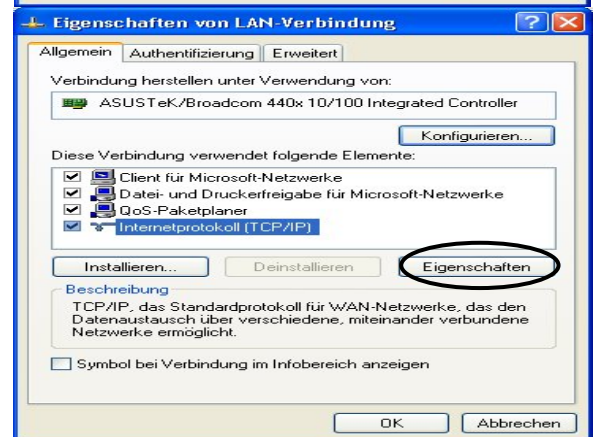 Eigenschaften von LAN-Verbindung
Allgemein Authentifizierung Erweitert
Verbindung herstellen unter Verwendung von:
ASUSTeK/Broadcom 440x 10/100 Integrated Controller
Konfigurieren...
Diese Verbindung verwendet folgende Elemente:
Client für Microsoft-Netzwerke
Datei- und Druckerfreigabe für Microsoft-Netzwerke
QoS-Paketplaner
Internetprotokoll (TCP/IP)
Installieren... Deinstallieren Eigenschaften
Beschreibung
TCP/IP, das Standardprotokoll für WAN-Netzwerke, das den
Datenaustausch über verschiedene, miteinander verbundene
Netzwerke ermöglicht.
Symbol bei Verbindung im Infobereich anzeigen
OK Abbrechen